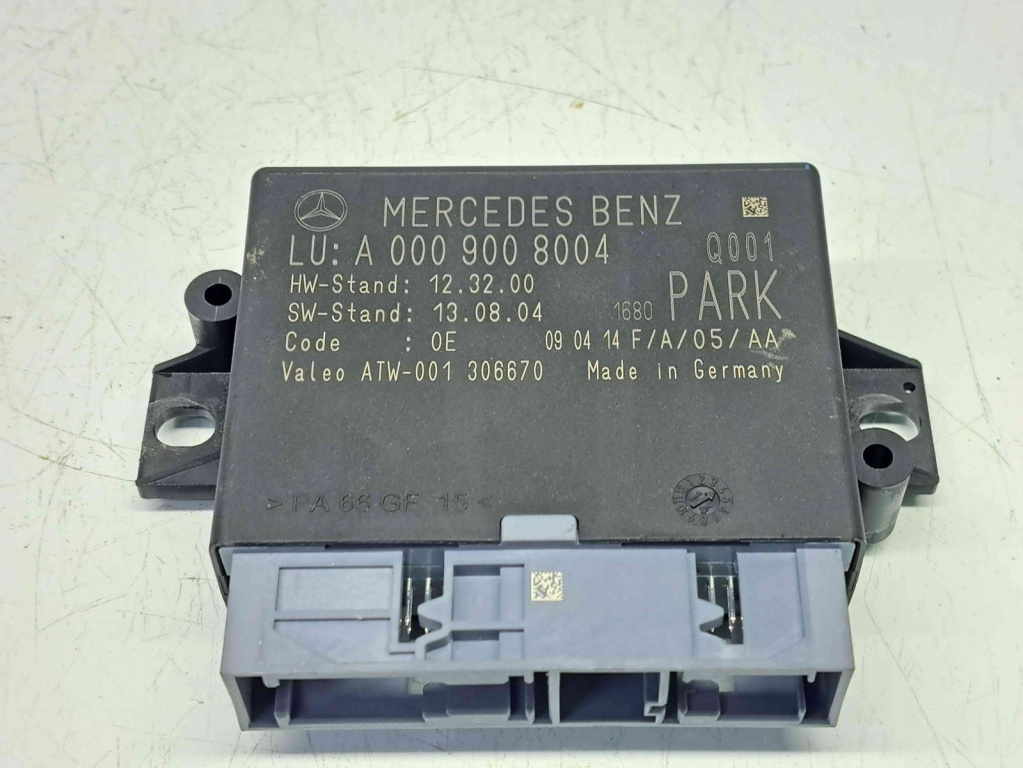 MERCEDES BENZ
LU: A 000 900 8004 Q001
HW-Stand: 12.32.00
SW-Stand: 13.08.04 1680 PARK
Code : 0E 09 04 14 F/A/05/AA
Valeo ATW-001 306670 Made in Germany
>PA 66 GF 15<